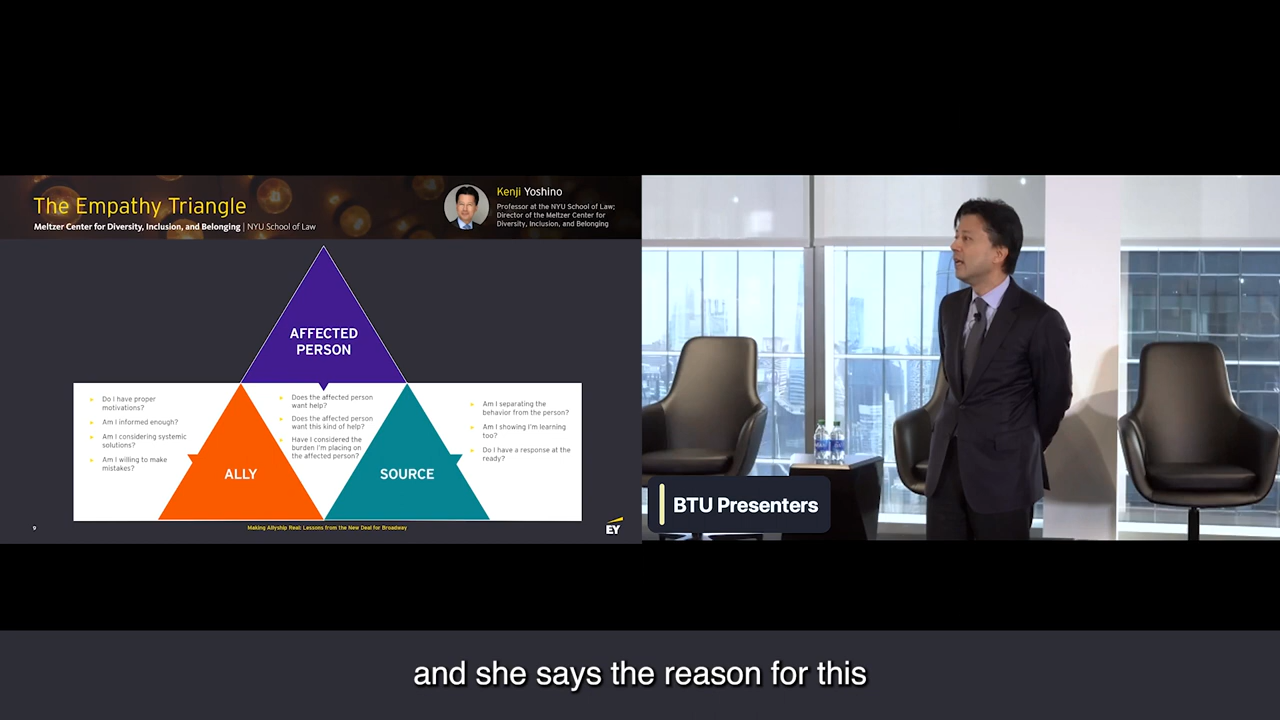 The Empathy Triangle
Meltzer Center for Diversity, Inclusion, and Belonging | NYU School of Law
Kenji Yoshino
Professor at the NYU School of Law;
Director of the Meltzer Center for
Diversity, Inclusion, and Belonging
AFFECTED
PERSON
Do I have proper
motivations?
Am I informed enough?
Am I considering systemic
solutions?
Am I willing to make
mistakes?
Does the affected person
want help?
Does the affected person
want this kind of help?
Have I considered the
burden I'm placing on
the affected person?
Am I separating the
behavior from the person?
Am I showing I'm learning
too?
Do I have a response at the
ready?
ALLY
SOURCE
9
Making Allyship Real: Lessons from the New Deal for Broadway
EY
BTU Presenters
and she says the reason for this